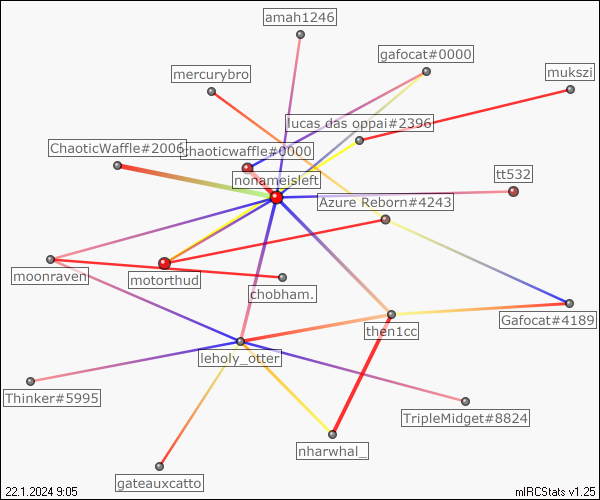 amah1246
gafocat#0000
mercurybro
mukszi
lucas das oppai#2396
ChaoticWaffle#2006
chaoticwaffle#0000
nonameisleft
tt532
Azure Reborn#4243
moonraven
motorthud
chobham.
Gafocat#4189
then1cc
leholy_otter
Thinker#5995
TripleMidget#8824
nharwhal_
gateauxcatto
22.1.2024 9:05
mIRCStats v1.25